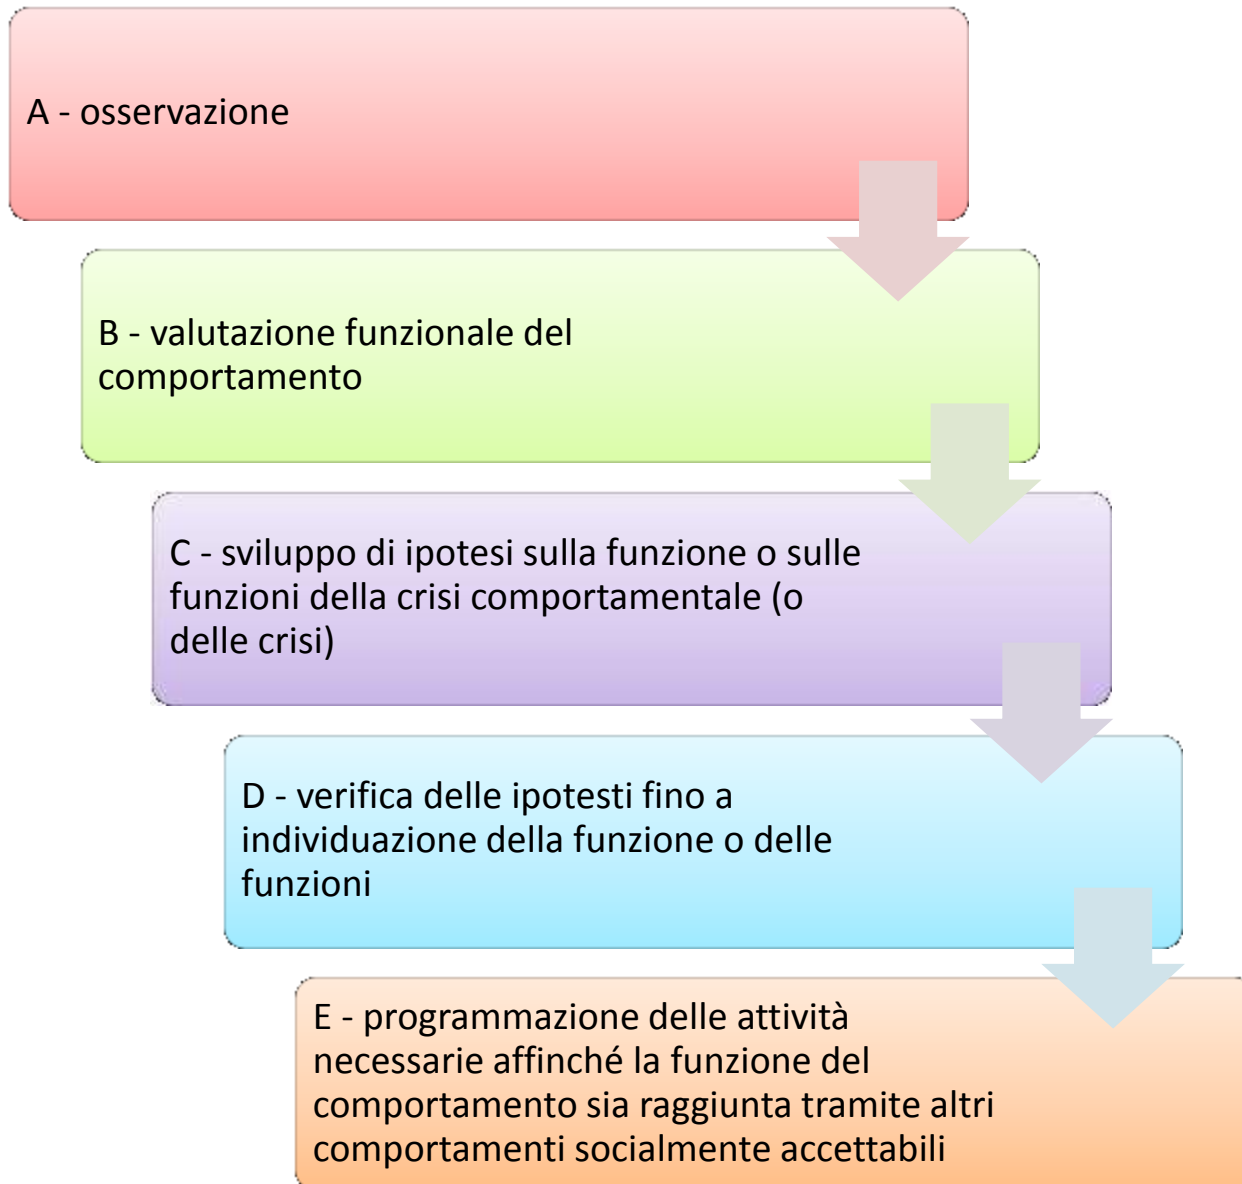 A - osservazione
B - valutazione funzionale del
comportamento
C - sviluppo di ipotesi sulla funzione o sulle
funzioni della crisi comportamentale (o
delle crisi)
D - verifica delle ipotesti fino a
individuazione della funzione o delle
funzioni
E - programmazione delle attività
necessarie affinché la funzione del
comportamento sia raggiunta tramite altri
comportamenti socialmente accettabili